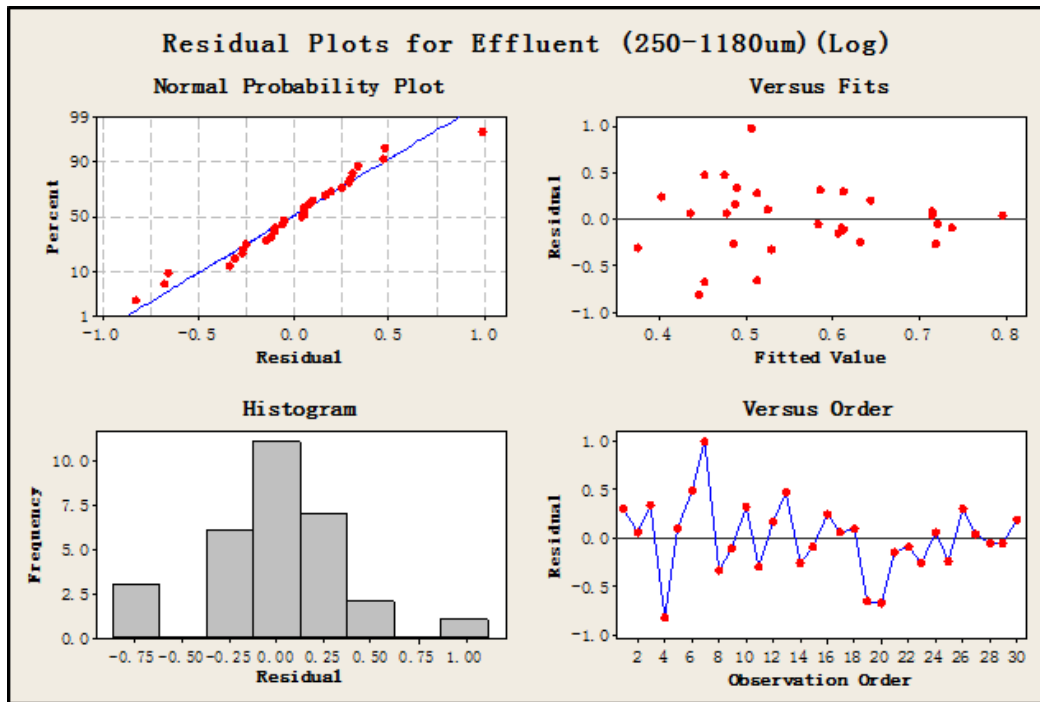 Residual Plots for Effluent (250-1180um)(Log)
Normal Probability Plot
99
90
50
10
1
Percent
-1.0 -0.5 0.0 0.5 1.0
Residual
Versus Fits
1.0
0.5
0.0
-0.5
-1.0
Residual
0.4 0.5 0.6 0.7 0.8
Fitted Value
Histogram
10.0
7.5
5.0
2.5
0.0
Frequency
-0.75 -0.50 -0.25 0.00 0.25 0.50 0.75 1.00
Residual
Versus Order
1.0
0.5
0.0
-0.5
-1.0
Residual
2 4 6 8 10 12 14 16 18 20 22 24 26 28 30
Observation Order